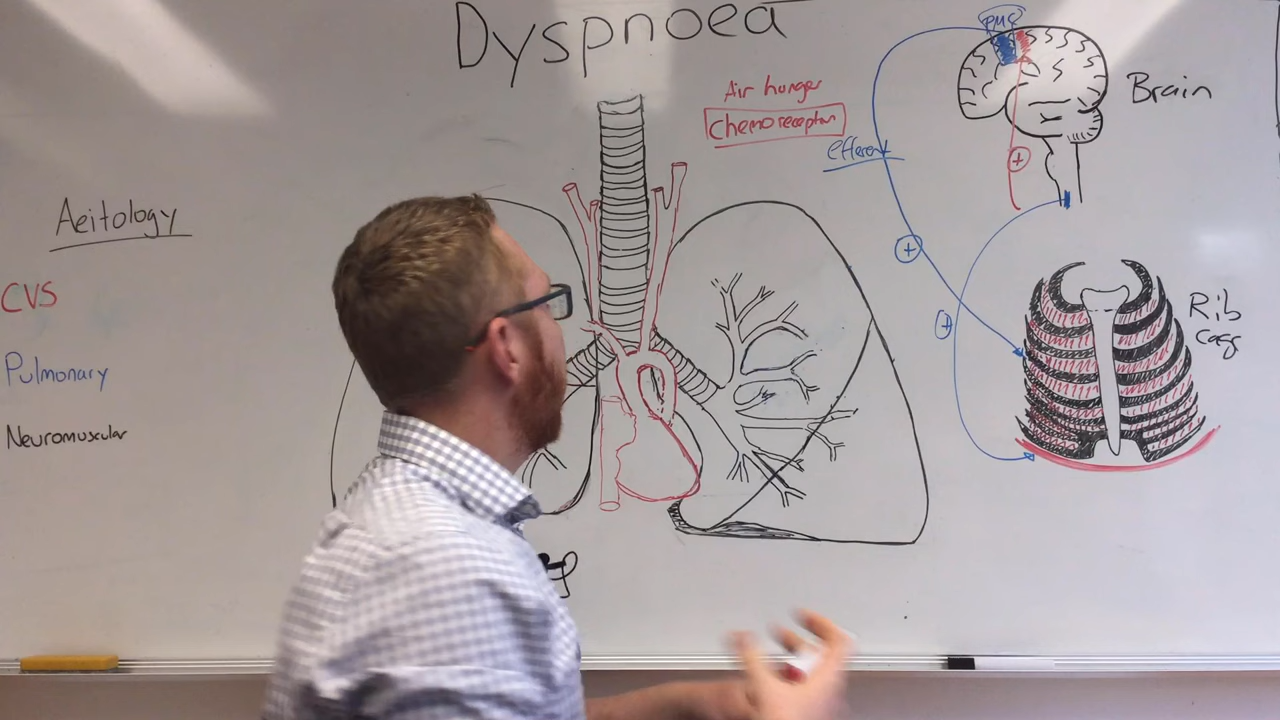 Dyspnoea
PMC
Air hunger
Chemoreceptor
efferent
Brain
Aeitology
CVS
Pulmonary
Neuromuscular
Rib
cage
+
+
+